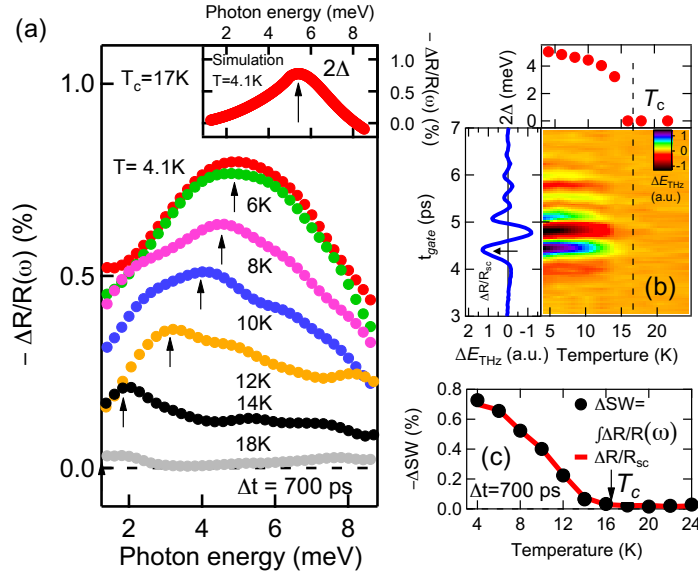 (a)
Photon energy (meV)
2 4 6 8
Simulation
T=4.1K
2Δ
1.0
0.5
0.0
- ΔR/R(ω)
(%)
T_c=17K
1.0
0.5
0.0
− ΔR/R(ω) (%)
T= 4.1K
6K
8K
10K
12K
14K
18K
Δt = 700 ps
2 4 6 8
Photon energy (meV)
4
0
2Δ (meV)
T_c
7
6
5
4
3
t_gate (ps)
ΔR/R_sc
2 1 0 -1
ΔE_THz (a.u.)
1
0
-1
ΔE_THz
(a.u.)
(b)
5 10 15 20
Temperture (K)
0.8
0.6
0.4
0.2
0.0
-ΔSW (%)
ΔSW=
∫ΔR/R(ω)
ΔR/R_sc
(c)
T_c
Δt=700 ps
4 8 12 16 20 24
Temperature (K)